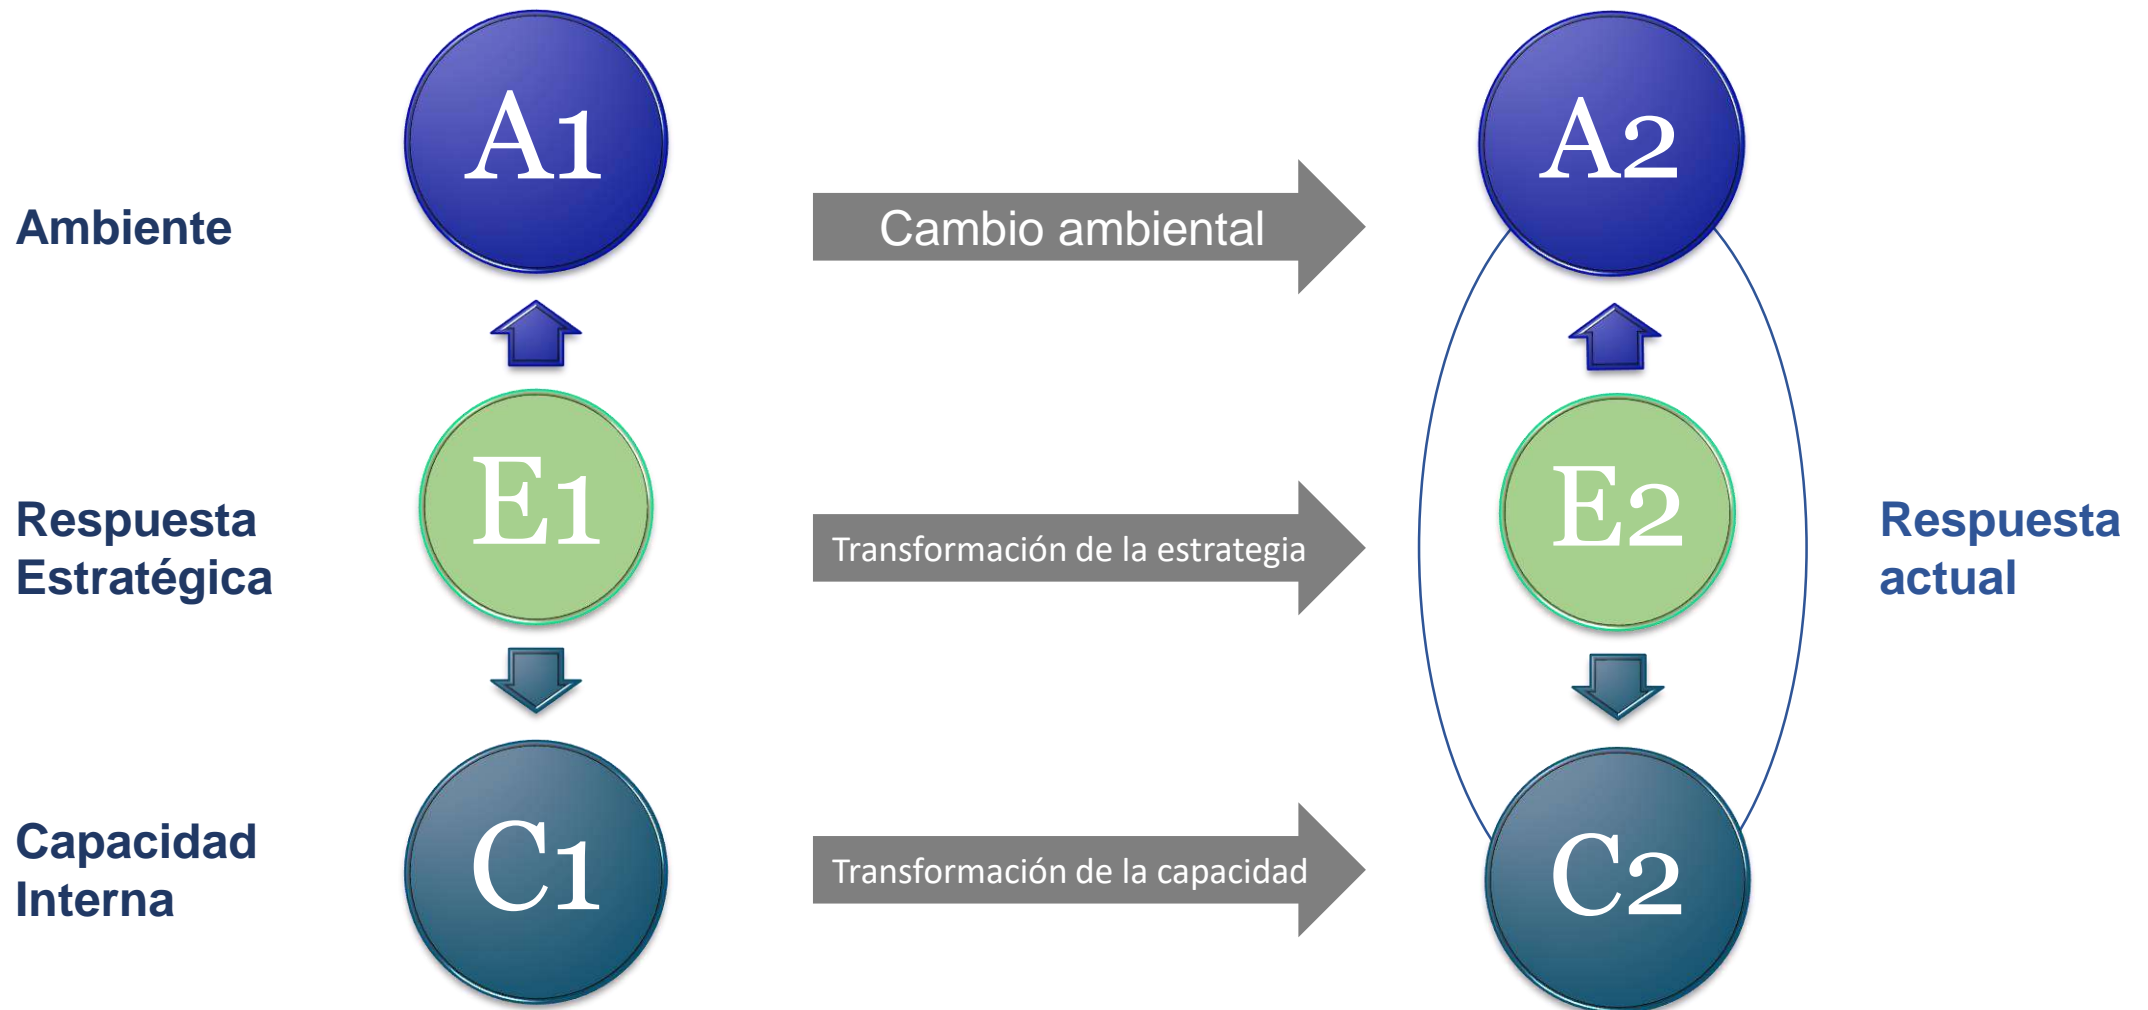 A1
A2
Ambiente
Cambio ambiental
E1
E2
Respuesta
Estratégica
Transformación de la estrategia
Respuesta
actual
Capacidad
Interna
C1
Transformación de la capacidad
C2